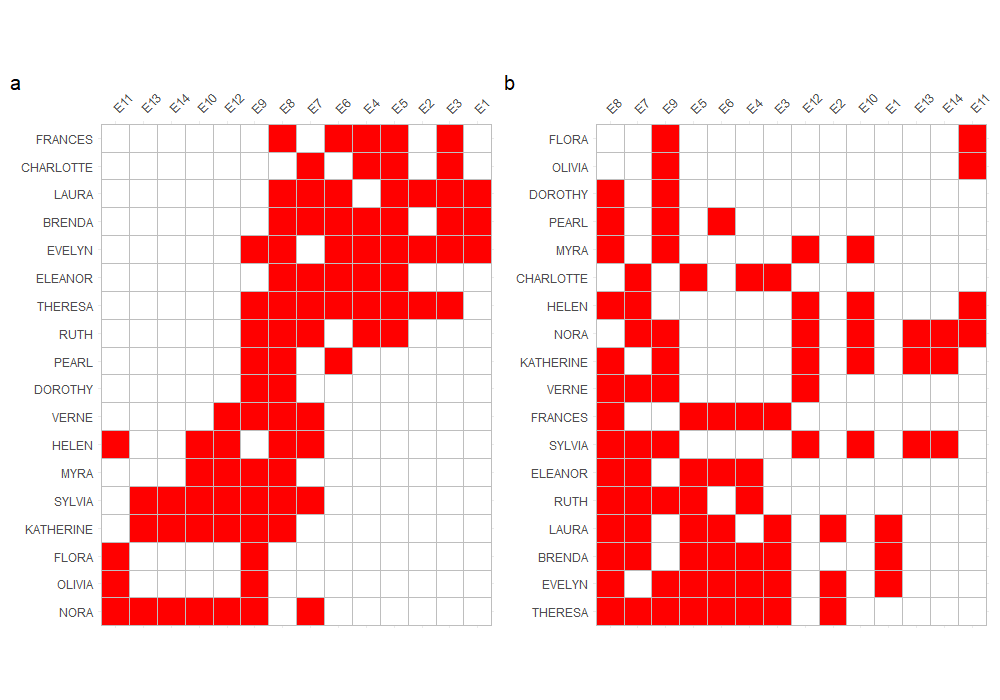 a
E11 E13 E14 E10 E12 E9 E8 E7 E6 E4 E5 E2 E3 E1
FRANCES
CHARLOTTE
LAURA
BRENDA
EVELYN
ELEANOR
THERESA
RUTH
PEARL
DOROTHY
VERNE
HELEN
MYRA
SYLVIA
KATHERINE
FLORA
OLIVIA
NORA
b
E8 E7 E9 E5 E6 E4 E3 E12 E2 E10 E1 E13 E14 E11
FLORA
OLIVIA
DOROTHY
PEARL
MYRA
CHARLOTTE
HELEN
NORA
KATHERINE
VERNE
FRANCES
SYLVIA
ELEANOR
RUTH
LAURA
BRENDA
EVELYN
THERESA